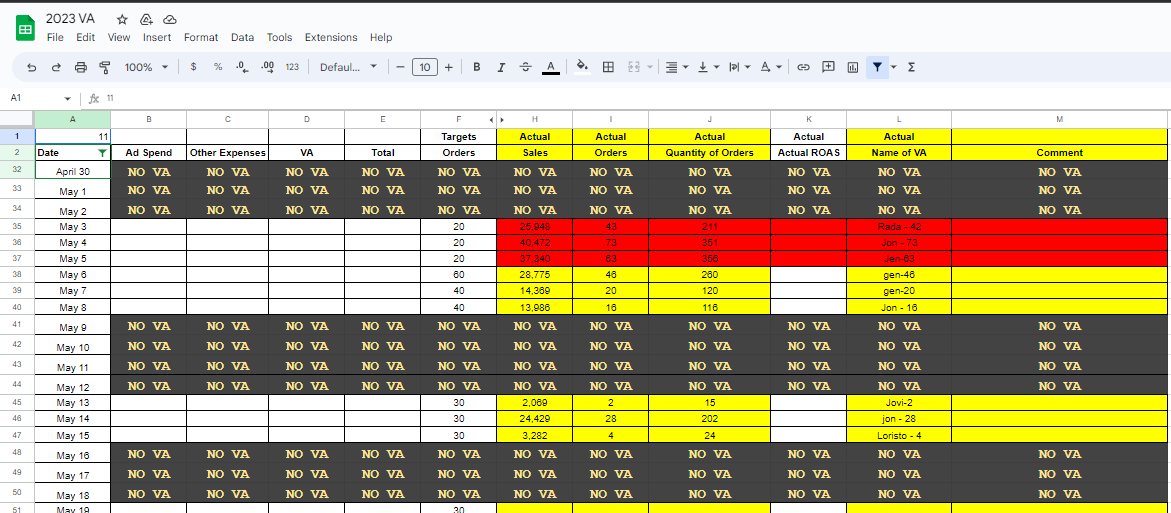 2023 VA
File Edit View Insert Format Data Tools Extensions Help
100% $ % .0 .00 123 Defaul... − 10 + B I A Σ
A1 fx 11
A B C D E F H I J K L M
1 11 Targets Actual Actual Actual Actual Actual
2 Date Ad Spend Other Expenses VA Total Orders Sales Orders Quantity of Orders Actual ROAS Name of VA Comment
32 April 30 NO VA NO VA NO VA NO VA NO VA NO VA NO VA NO VA NO VA NO VA NO VA
33 May 1 NO VA NO VA NO VA NO VA NO VA NO VA NO VA NO VA NO VA NO VA NO VA
34 May 2 NO VA NO VA NO VA NO VA NO VA NO VA NO VA NO VA NO VA NO VA NO VA
35 May 3 20 25,948 43 211 Rada - 42
36 May 4 20 40,472 73 351 Jon - 73
37 May 5 20 37,340 63 356 Jen-63
38 May 6 60 28,775 46 260 gen-46
39 May 7 40 14,369 20 120 gen-20
40 May 8 40 13,986 16 116 Jon - 16
41 May 9 NO VA NO VA NO VA NO VA NO VA NO VA NO VA NO VA NO VA NO VA NO VA
42 May 10 NO VA NO VA NO VA NO VA NO VA NO VA NO VA NO VA NO VA NO VA NO VA
43 May 11 NO VA NO VA NO VA NO VA NO VA NO VA NO VA NO VA NO VA NO VA NO VA
44 May 12 NO VA NO VA NO VA NO VA NO VA NO VA NO VA NO VA NO VA NO VA NO VA
45 May 13 30 2,069 2 15 Jovi-2
46 May 14 30 24,429 28 202 jon - 28
47 May 15 30 3,282 4 24 Loristo - 4
48 May 16 NO VA NO VA NO VA NO VA NO VA NO VA NO VA NO VA NO VA NO VA NO VA
49 May 17 NO VA NO VA NO VA NO VA NO VA NO VA NO VA NO VA NO VA NO VA NO VA
50 May 18 NO VA NO VA NO VA NO VA NO VA NO VA NO VA NO VA NO VA NO VA NO VA
51 May 19 30